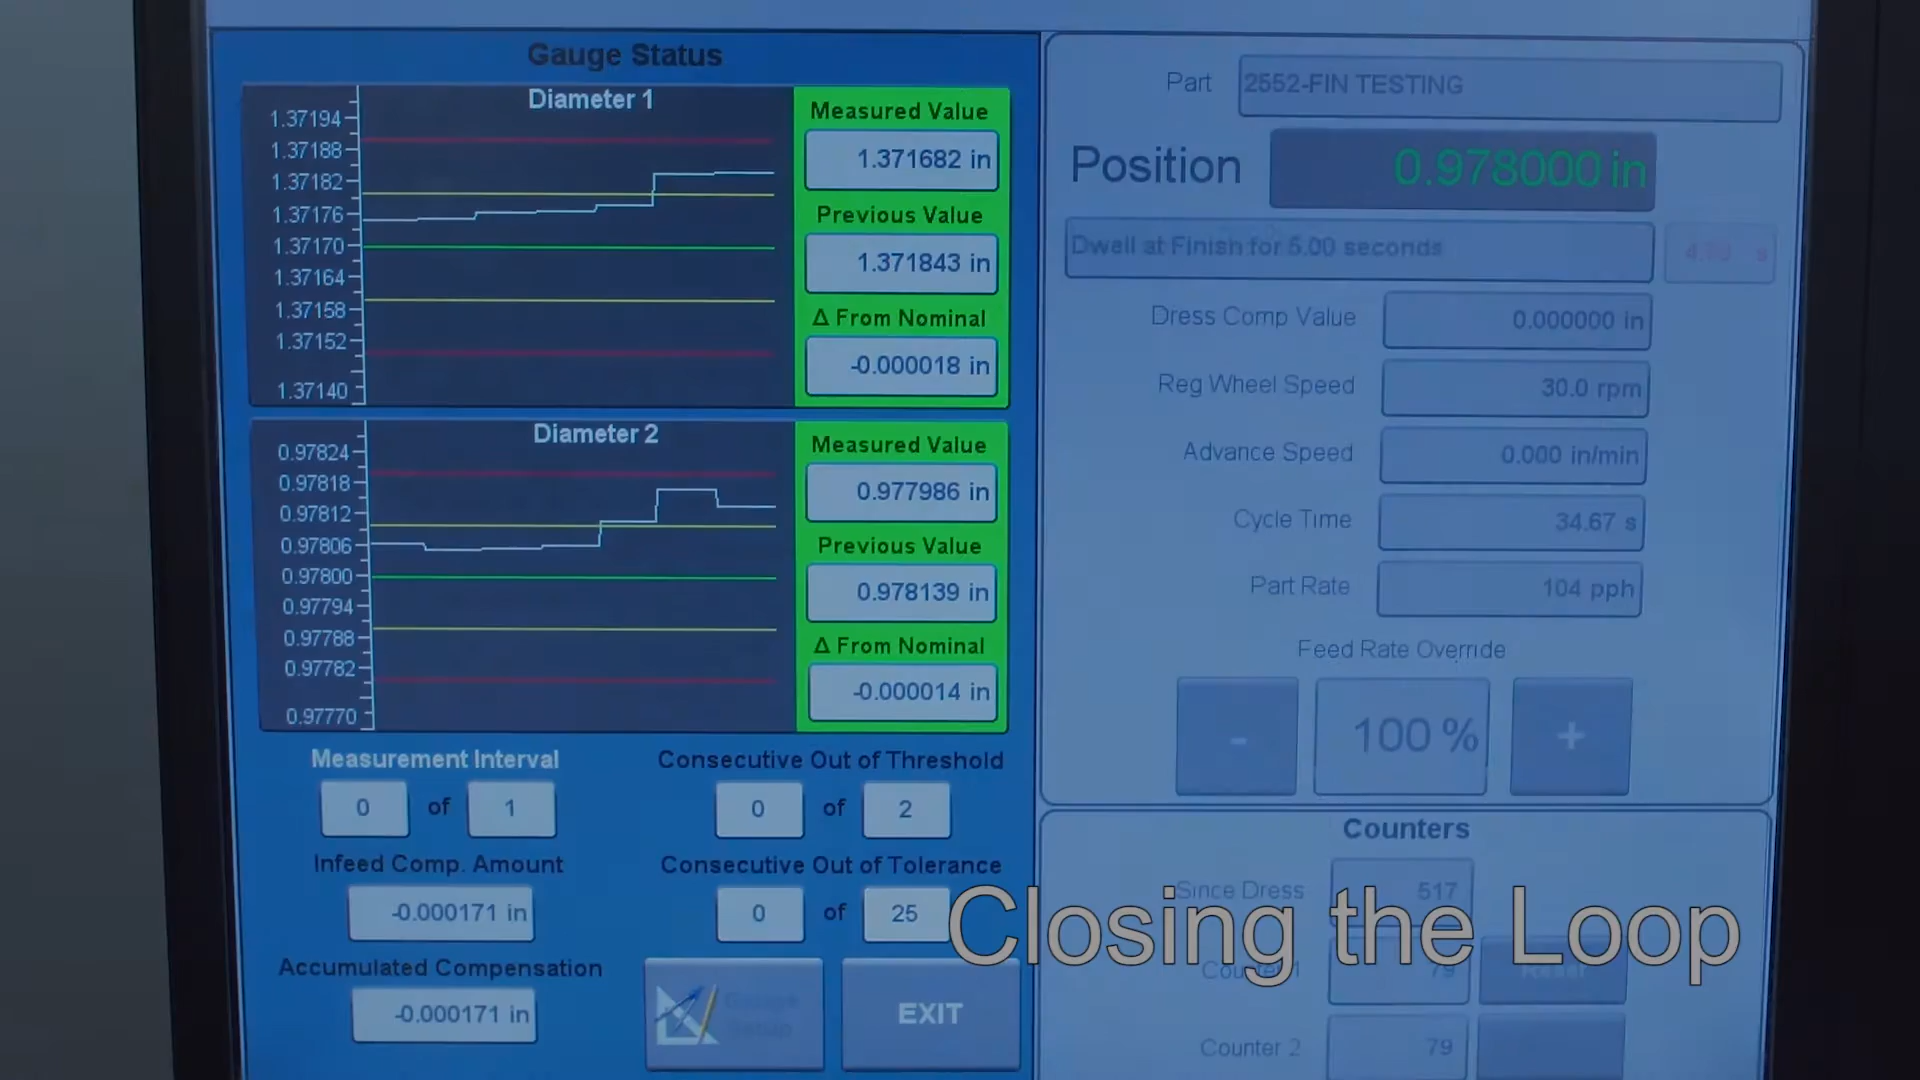 Gauge Status
Diameter 1
1.37194
1.37188
1.37182
1.37176
1.37170
1.37164
1.37158
1.37152
1.37140
Measured Value
1.371682 in
Previous Value
1.371843 in
Δ From Nominal
-0.000018 in
Diameter 2
0.97824
0.97818
0.97812
0.97806
0.97800
0.97794
0.97788
0.97782
0.97770
Measured Value
0.977986 in
Previous Value
0.978139 in
Δ From Nominal
-0.000014 in
Measurement Interval
0 of 1
Consecutive Out of Threshold
0 of 2
Infeed Comp. Amount
-0.000171 in
Consecutive Out of Tolerance
0 of 25
Accumulated Compensation
-0.000171 in
Gauge
Setup
EXIT
Part 2552-FIN TESTING
Position 0.978000 in
Dwell at Finish for 5.00 seconds
s
Dress Comp Value 0.000000 in
Reg Wheel Speed 30.0 rpm
Advance Speed 0.000 in/min
Cycle Time 34.67 s
Part Rate 104 pph
Feed Rate Override
- 100 % +
Counters
Since Dress 517
Closing the Loop
Counter 1 79 Reset
Counter 2 79